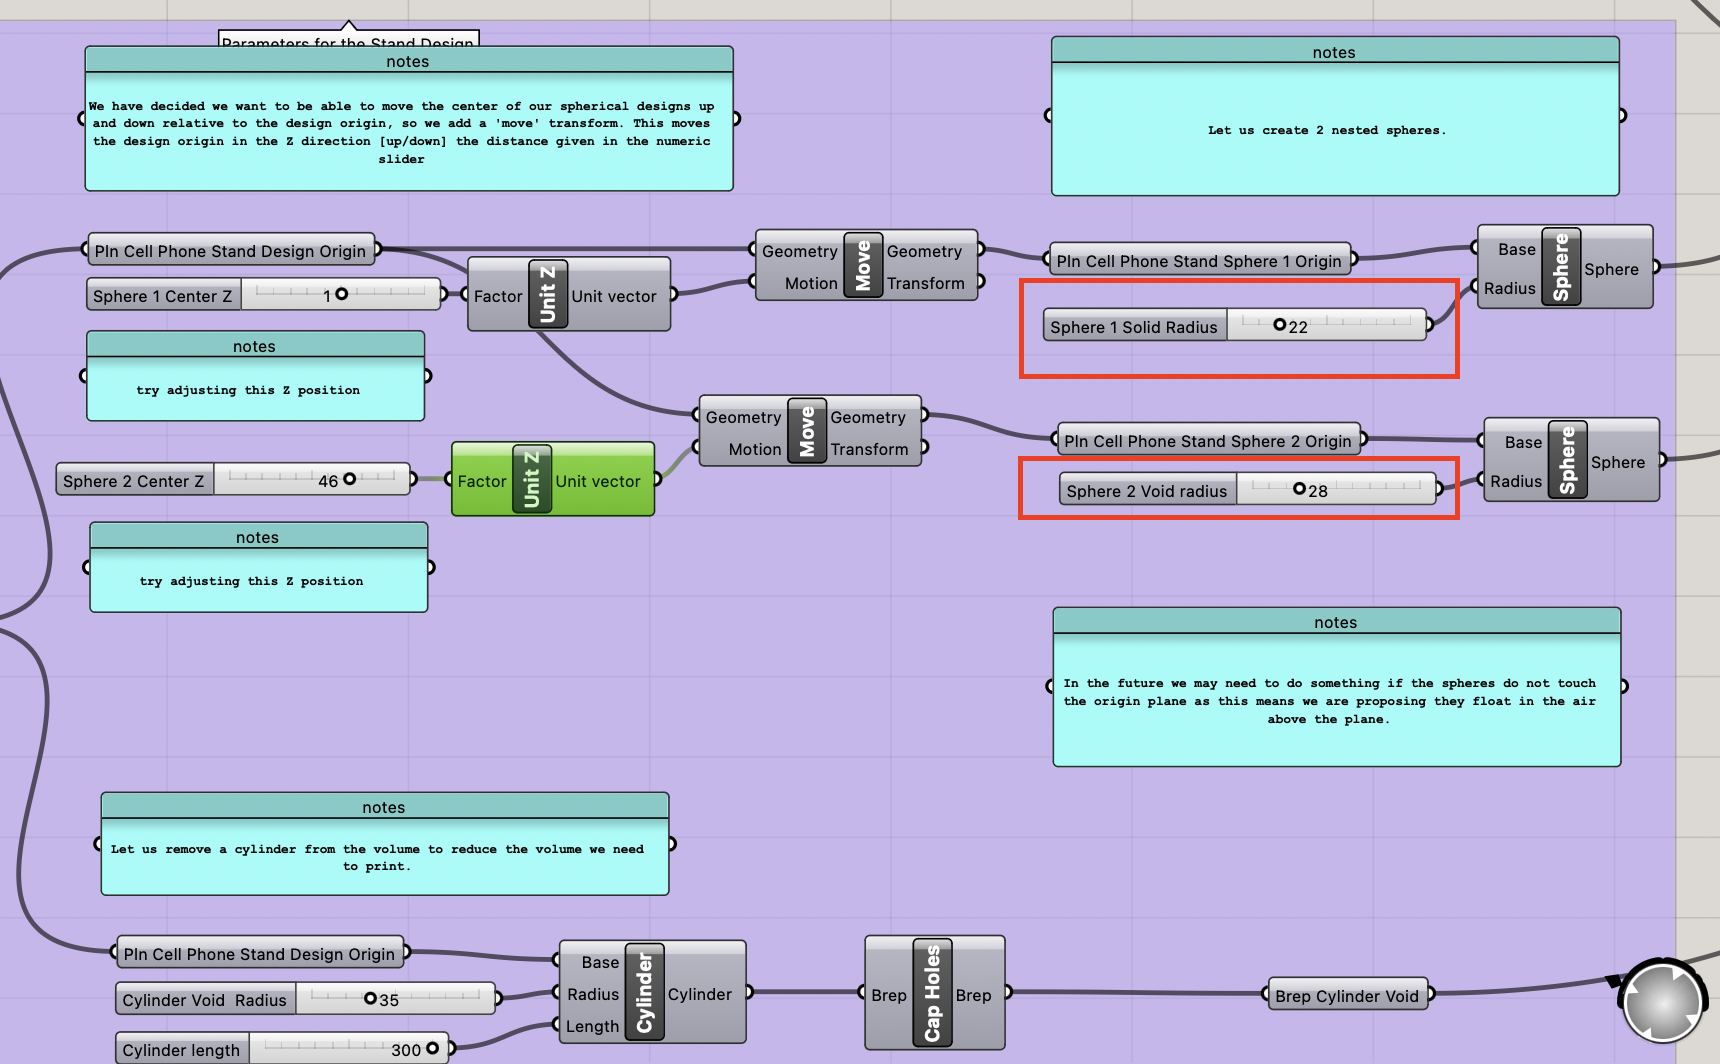 Parameters for the Stand Design
notes
We have decided we want to be able to move the center of our spherical designs up
and down relative to the design origin, so we add a 'move' transform. This moves
the design origin in the Z direction [up/down] the distance given in the numeric
slider
notes
Let us create 2 nested spheres.
Pln Cell Phone Stand Design Origin
Sphere 1 Center Z 1
Factor Unit Z Unit vector
Geometry Move Geometry
Motion Transform
Pln Cell Phone Stand Sphere 1 Origin
Sphere 1 Solid Radius 22
Base Sphere Sphere
Radius
notes
try adjusting this Z position
Geometry Move Geometry
Motion Transform
Pln Cell Phone Stand Sphere 2 Origin
Sphere 2 Void radius 28
Base Sphere Sphere
Radius
Sphere 2 Center Z 46
Factor Unit Z Unit vector
notes
try adjusting this Z position
notes
In the future we may need to do something if the spheres do not touch
the origin plane as this means we are proposing they float in the air
above the plane.
notes
Let us remove a cylinder from the volume to reduce the volume we need
to print.
Pln Cell Phone Stand Design Origin
Cylinder Void Radius 35
Cylinder length 300
Base
Radius Cylinder Cylinder
Length
Brep Cap Holes Brep
Brep Cylinder Void